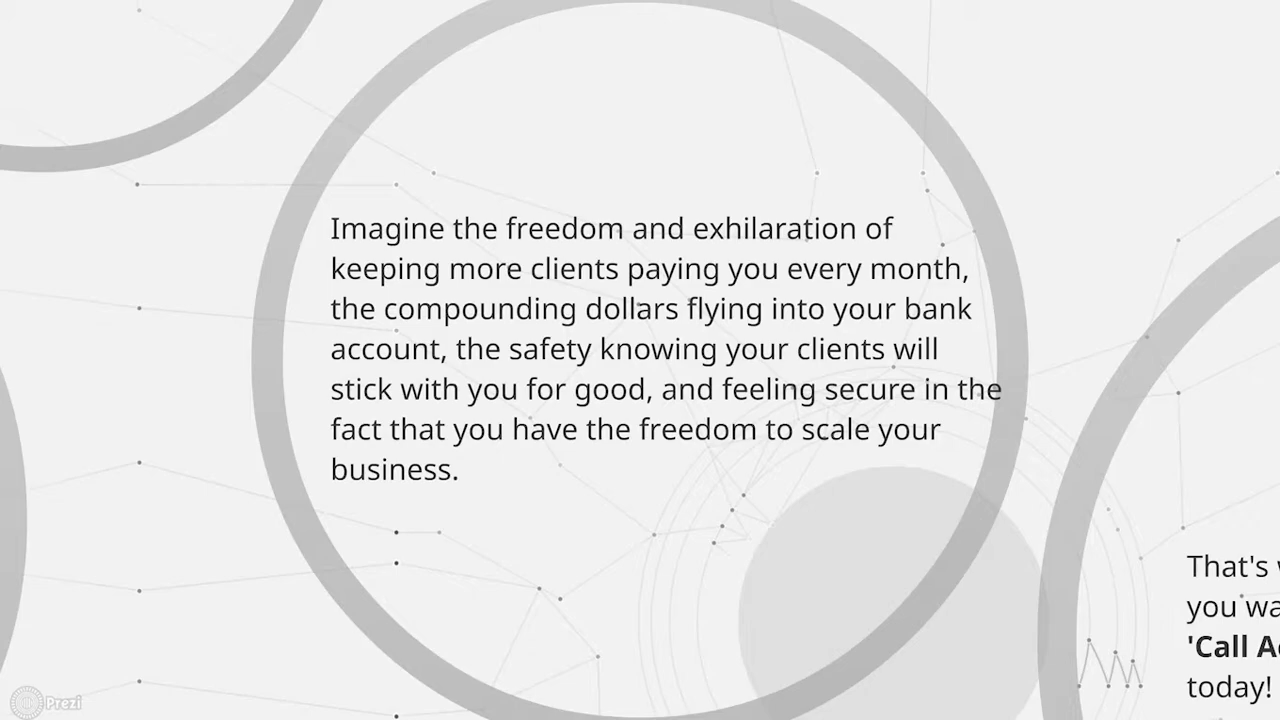 Imagine the freedom and exhilaration of
keeping more clients paying you every month,
the compounding dollars flying into your bank
account, the safety knowing your clients will
stick with you for good, and feeling secure in the
fact that you have the freedom to scale your
business.
That's
you
'Call
today!
Prezi